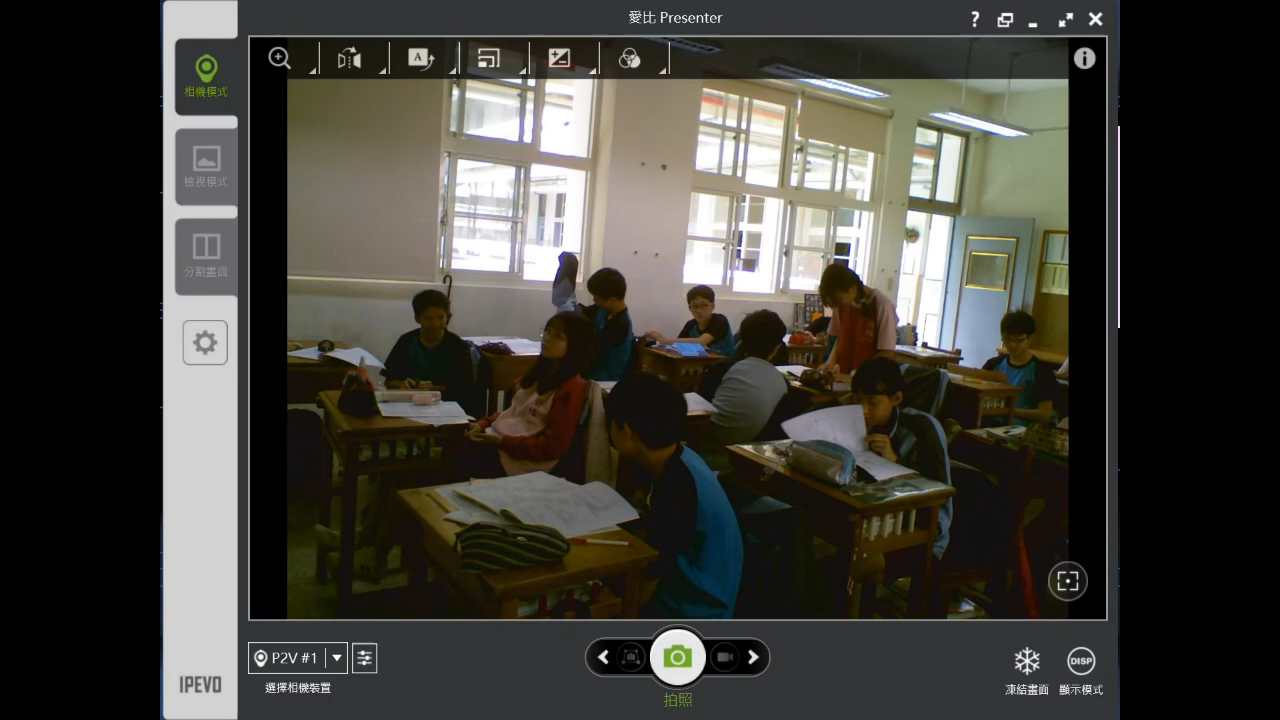 愛比 Presenter
?
相機模式
A
檢視模式
分割畫面
P2V #1
選擇相機裝置
拍照
DISP
凍結畫面
顯示模式
IPEVO